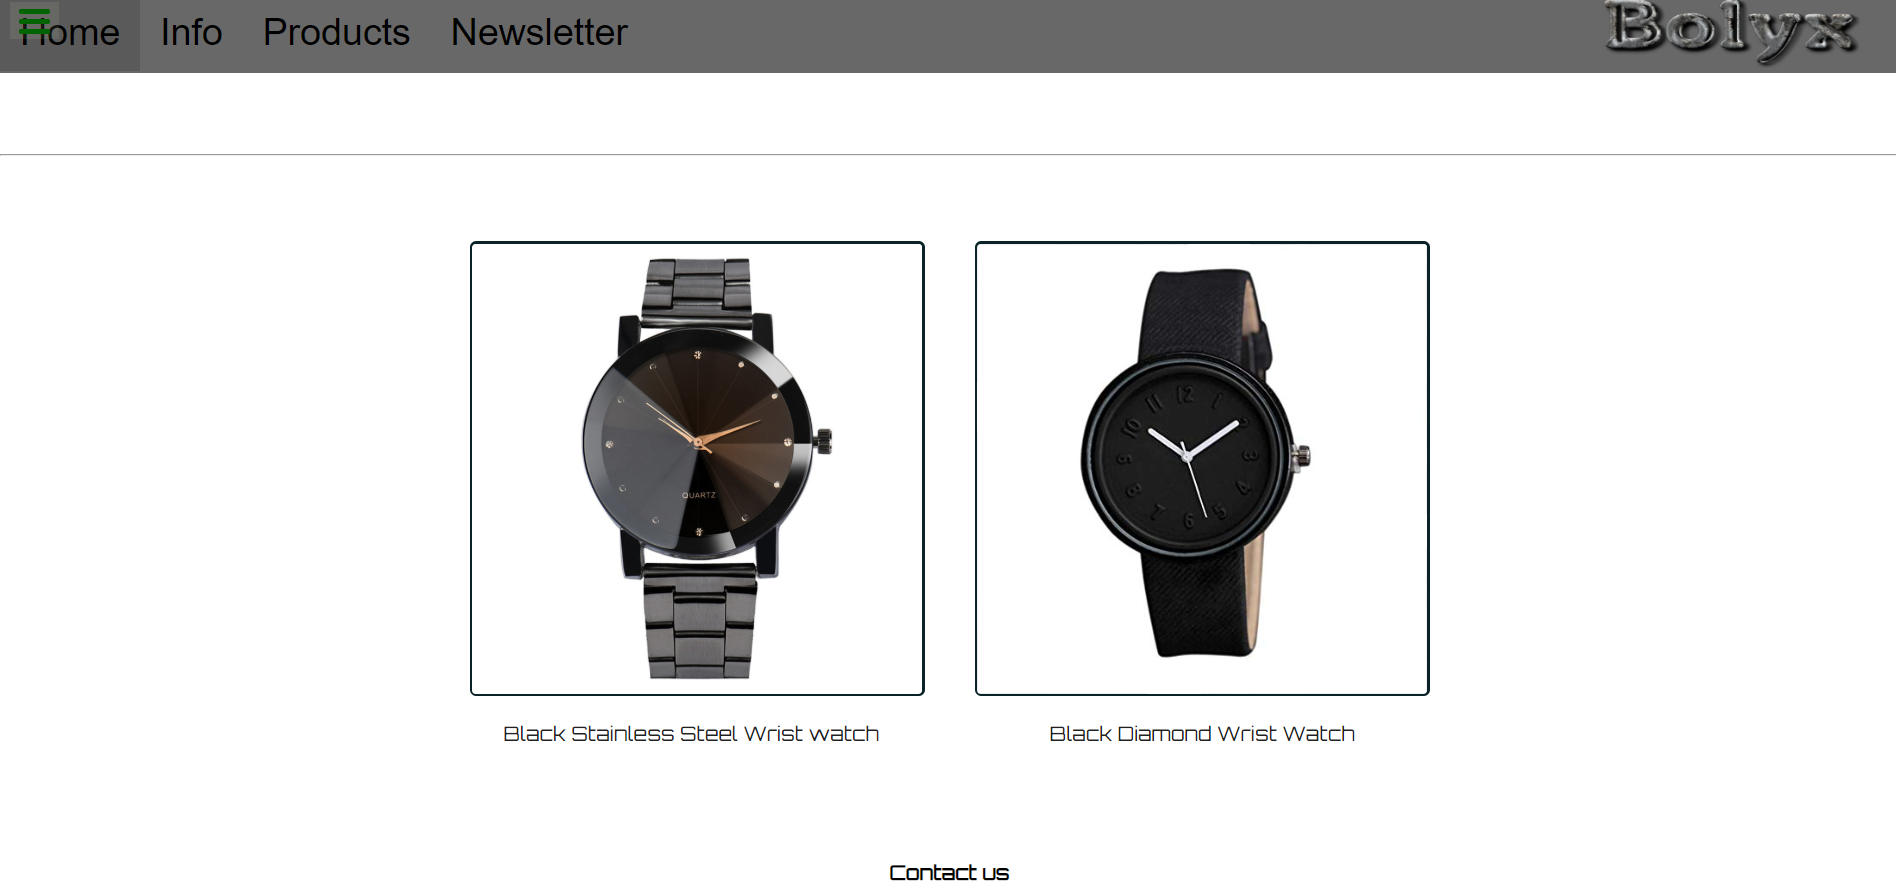 Home Info Products Newsletter
Bolyx
QUARTZ
12
1
2
3
4
5
6
7
8
9
10
11
Black Stainless Steel Wrist watch
Black Diamond Wrist Watch
Contact us